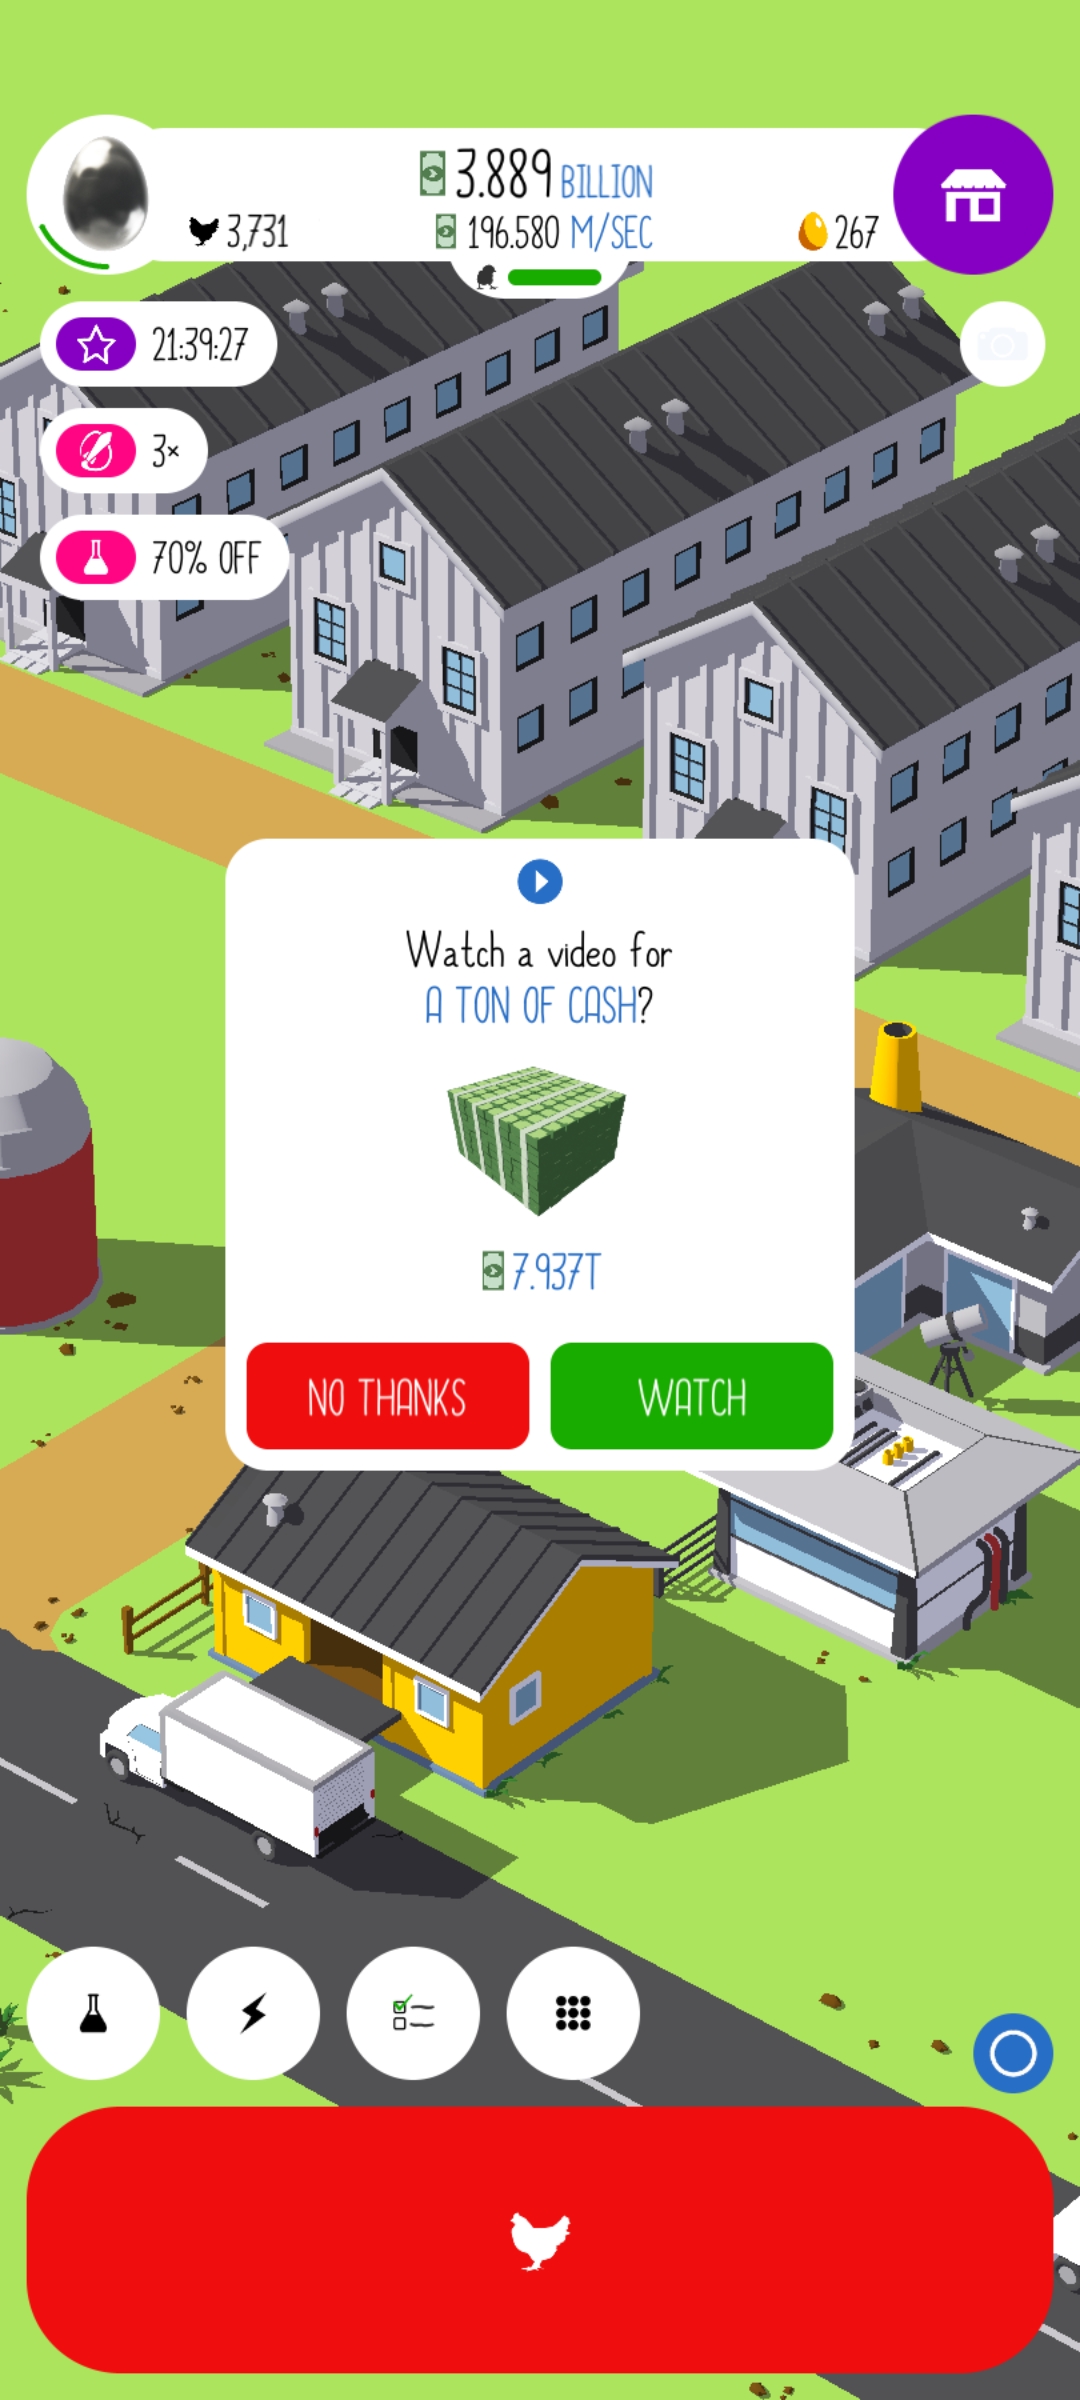 3.889 BILLION
3,731
196.580 M/SEC
267
21:39:27
3×
70% OFF
Watch a video for
A TON OF CASH?
7.937T
NO THANKS
WATCH